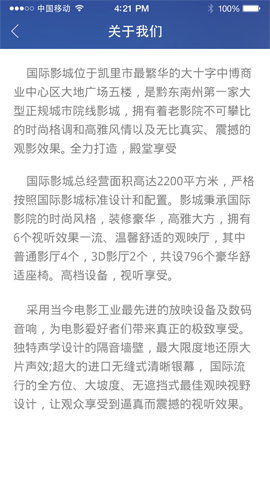 中国移动 4:21 PM 100%
关于我们
国际影城位于凯里市最繁华的大十字中博商
业中心区大地广场五楼，是黔东南州第一家大
型正规城市院线影城，拥有着老影院不可攀比
的时尚格调和高雅风情以及无比真实、震撼的
观影效果。全力打造，殿堂享受
国际影城总经营面积高达2200平方米，严格
按照国际影城标准设计和配置。影城秉承国际
影院的时尚风格，装修豪华，高雅大方，拥有
6个视听效果一流、温馨舒适的观映厅，其中
普通影厅4个，3D影厅2个，共设796个豪华舒
适座椅。高档设备，视听享受。
采用当今电影工业最先进的放映设备及数码
音响，为电影爱好者们带来真正的极致享受。
独特声学设计的隔音墙壁，最大限度地还原大
片声效;超大的进口无缝式清晰银幕， 国际流
行的全方位、大坡度、无遮挡式最佳观映视野
设计，让观众享受到逼真而震撼的视听效果。